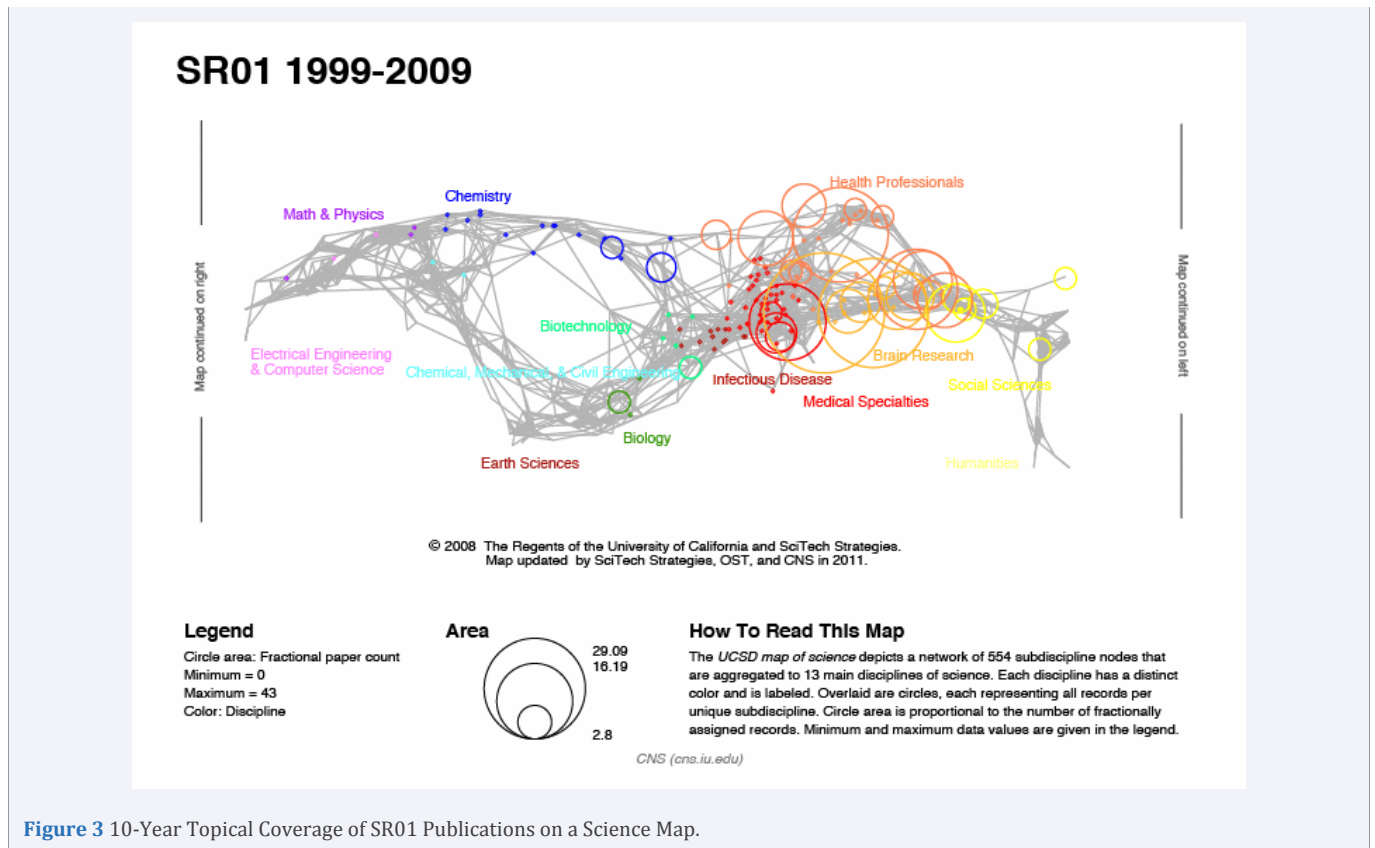 SR01 1999-2009
Map continued on right
Map continued on left
Health Professionals
Chemistry
Math & Physics
Biotechnology
Electrical Engineering
& Computer Science
Chemical, Mechanical, & Civil Engineering
Brain Research
Infectious Disease
Social Sciences
Medical Specialties
Biology
Earth Sciences
Humanities
© 2008 The Regents of the University of California and SciTech Strategies.
Map updated by SciTech Strategies, OST, and CNS in 2011.
Legend
Circle area: Fractional paper count
Minimum = 0
Maximum = 43
Color: Discipline
Area
29.09
16.19
2.8
How To Read This Map
The UCSD map of science depicts a network of 554 subdiscipline nodes that
are aggregated to 13 main disciplines of science. Each discipline has a distinct
color and is labeled. Overlaid are circles, each representing all records per
unique subdiscipline. Circle area is proportional to the number of fractionally
assigned records. Minimum and maximum data values are given in the legend.
CNS (cns.iu.edu)
Figure 3 10-Year Topical Coverage of SR01 Publications on a Science Map.